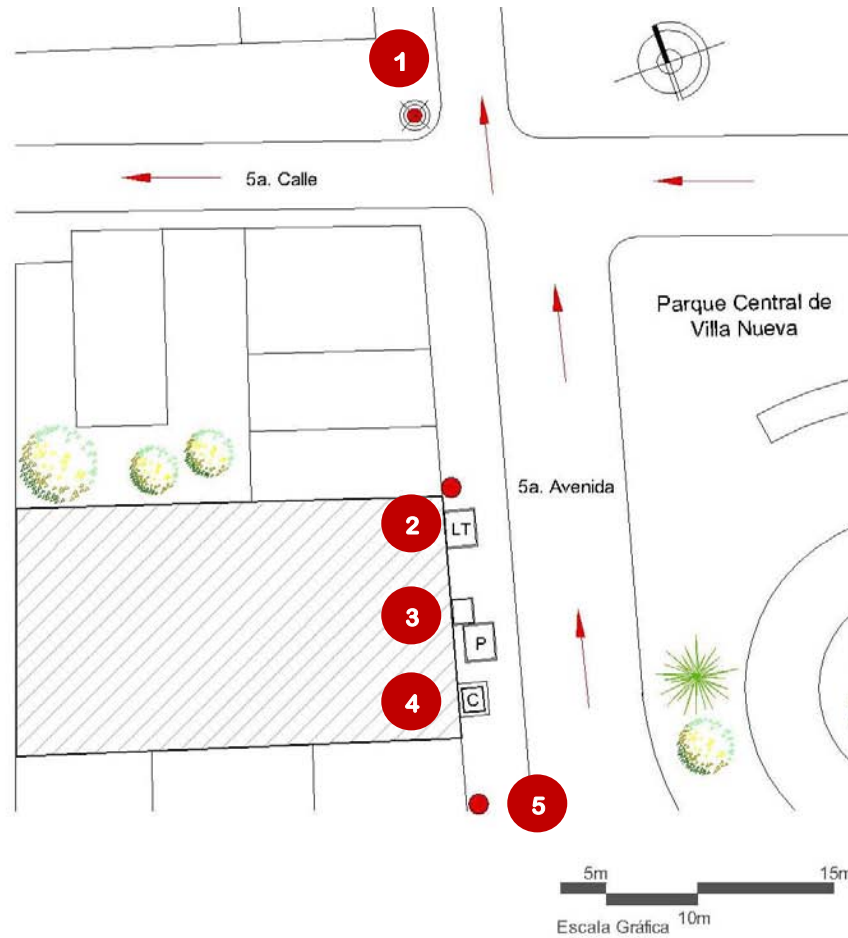 1
5a. Calle
Parque Central de
Villa Nueva
5a. Avenida
2
LT
3
P
4
C
5
5m
15m
10m
Escala Gráfica